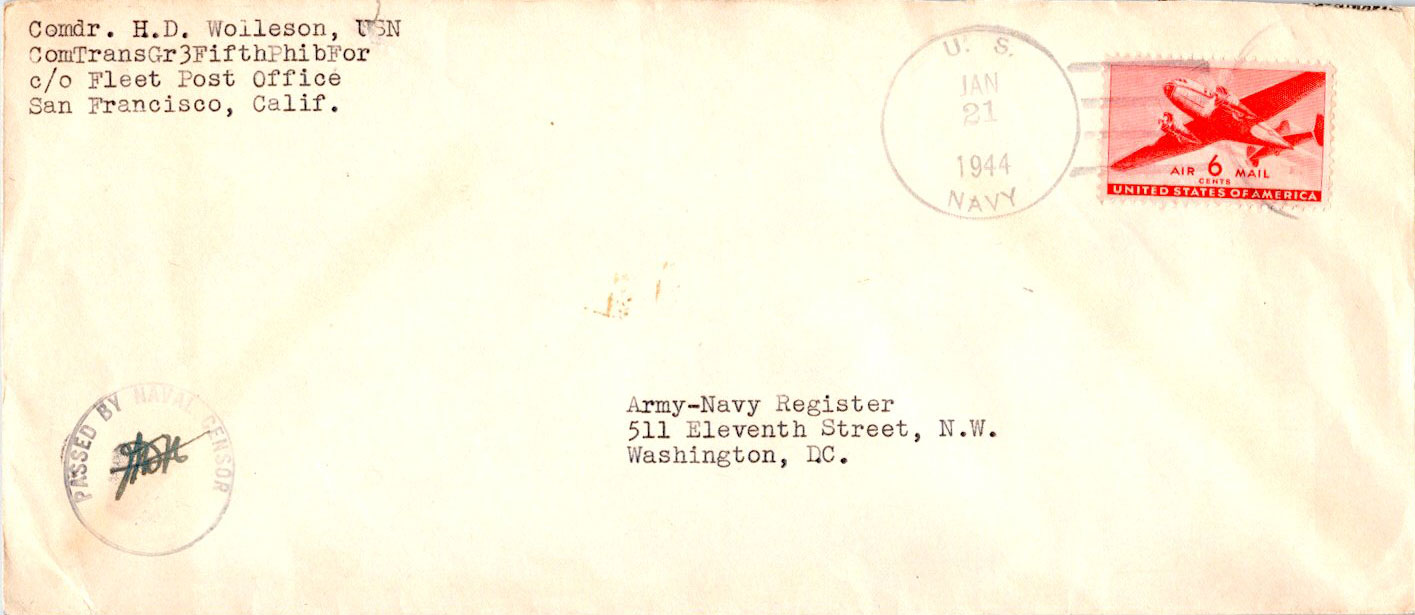 Comdr. H.D. Wolleson, USN
ComTransGr3FifthPhibFor
c/o Fleet Post Office
San Francisco, Calif.
U. S.
JAN
21
1944
NAVY
AIR 6 MAIL
CENTS
UNITED STATES OF AMERICA
Army-Navy Register
511 Eleventh Street, N.W.
Washington, DC.
PASSED BY NAVAL CENSOR